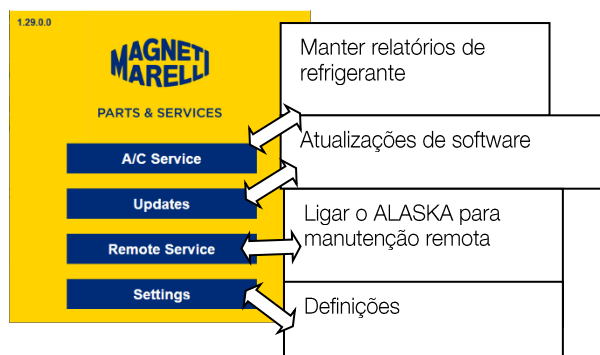 1.29.0.0
MAGNETI
MARELLI
PARTS & SERVICES
A/C Service
Updates
Remote Service
Settings
Manter relatórios de
refrigerante
Atualizações de software
Ligar o ALASKA para
manutenção remota
Definições